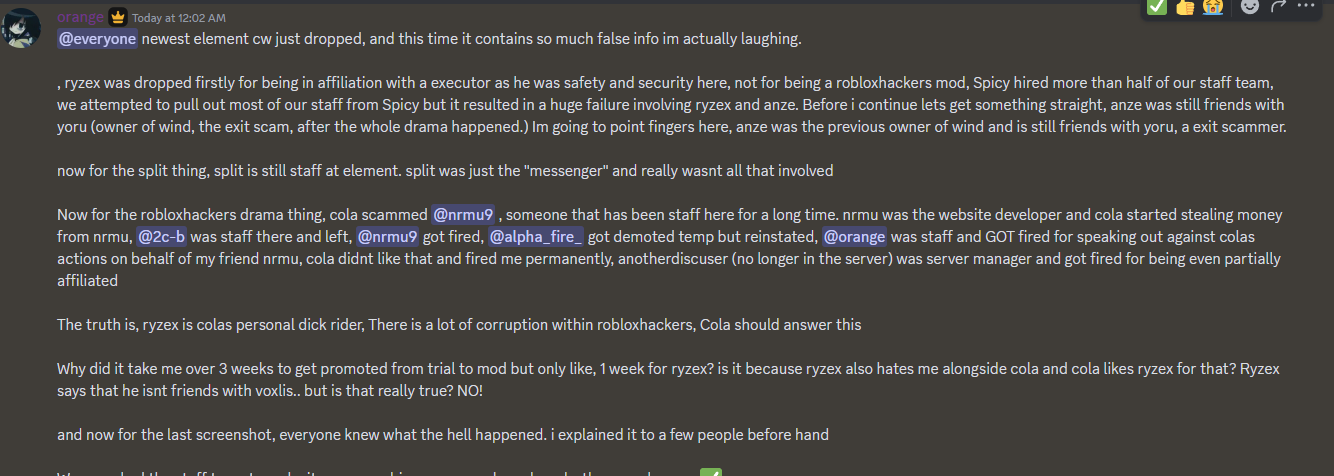 orange Today at 12:02 AM
@everyone newest element cw just dropped, and this time it contains so much false info im actually laughing.
, ryzex was dropped firstly for being in affiliation with a executor as he was safety and security here, not for being a robloxhackers mod, Spicy hired more than half of our staff team,
we attempted to pull out most of our staff from Spicy but it resulted in a huge failure involving ryzex and anze. Before i continue lets get something straight, anze was still friends with
yoru (owner of wind, the exit scam, after the whole drama happened.) Im going to point fingers here, anze was the previous owner of wind and is still friends with yoru, a exit scammer.
now for the split thing, split is still staff at element. split was just the "messenger" and really wasnt all that involved
Now for the robloxhackers drama thing, cola scammed @nrmu9 , someone that has been staff here for a long time. nrmu was the website developer and cola started stealing money
from nrmu, @2c-b was staff there and left, @nrmu9 got fired, @alpha_fire_ got demoted temp but reinstated, @orange was staff and GOT fired for speaking out against colas
actions on behalf of my friend nrmu, cola didnt like that and fired me permanently, anotherdiscuser (no longer in the server) was server manager and got fired for being even partially
affiliated
The truth is, ryzex is colas personal dick rider, There is a lot of corruption within robloxhackers, Cola should answer this
Why did it take me over 3 weeks to get promoted from trial to mod but only like, 1 week for ryzex? is it because ryzex also hates me alongside cola and cola likes ryzex for that? Ryzex
says that he isnt friends with voxlis.. but is that really true? NO!
and now for the last screenshot, everyone knew what the hell happened. i explained it to a few people before hand